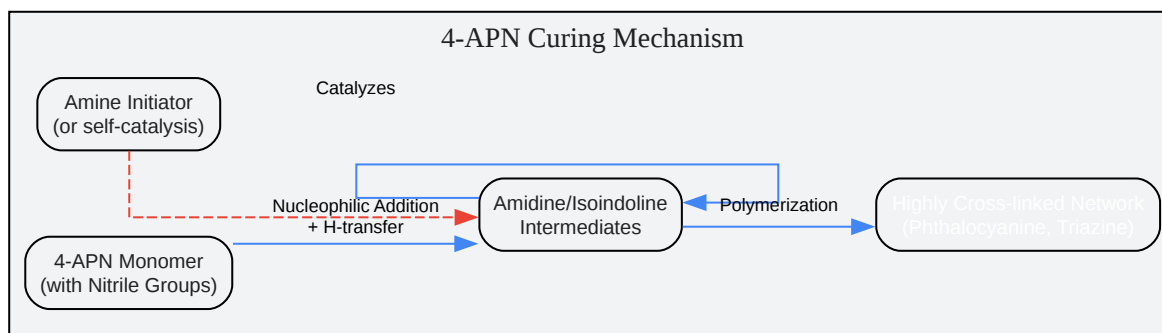 4-APN Curing Mechanism
Catalyzes
Amine Initiator
(or self-catalysis)
Nucleophilic Addition
+ H-transfer
Amidine/Isoindoline
Intermediates
Polymerization
Highly Cross-linked Network
(Phthalocyanine, Triazine)
4-APN Monomer
(with Nitrile Groups)